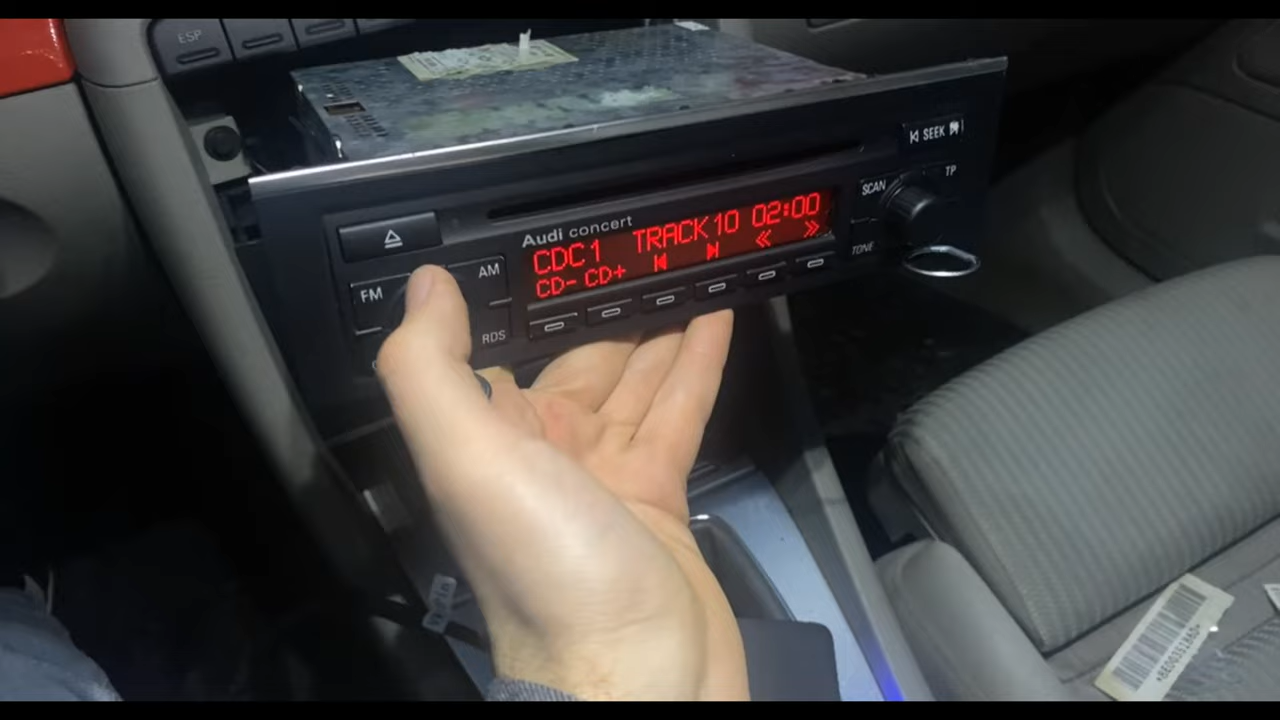 ESP
SEEK
SCAN
TP
Audi concert
TRACK10 02:00
CDC1
CD- CD+
AM
FM
TONE
RDS